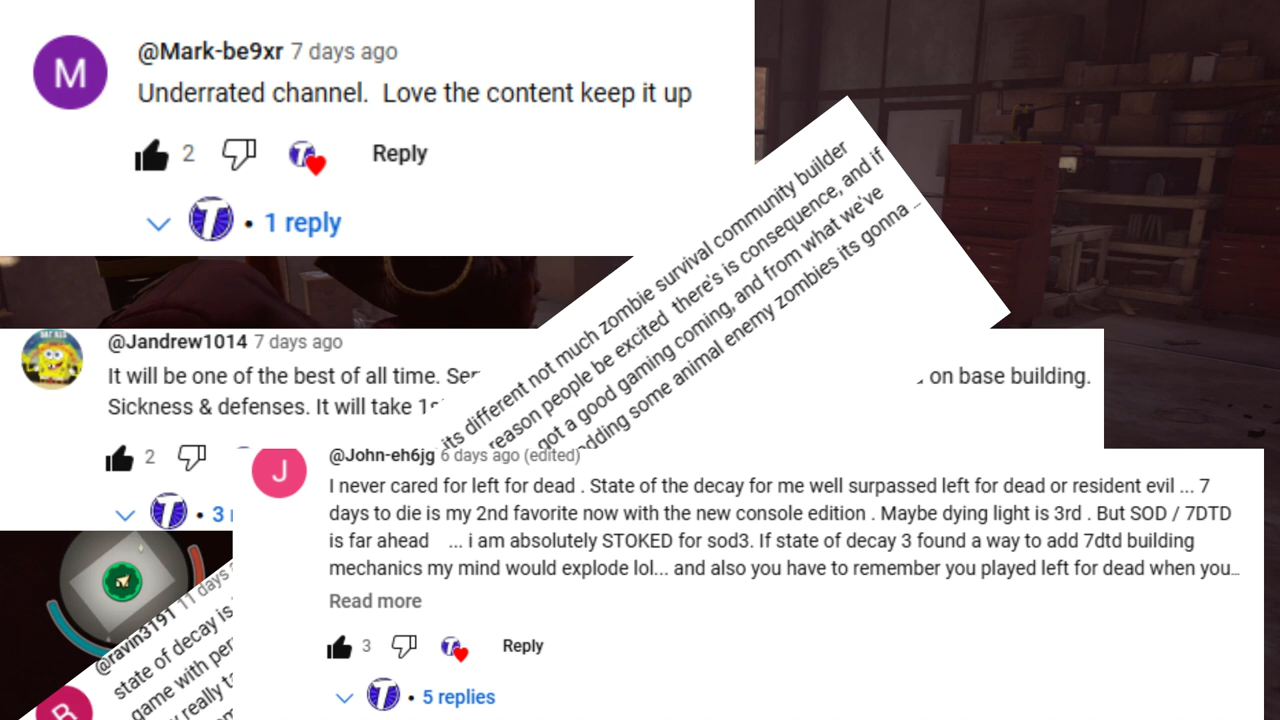 M
@Mark-be9xr 7 days ago
Underrated channel.  Love the content keep it up
2
Reply
T • 1 reply
its different not much zombie survival community builder
reason people be excited there's is consequence, and if
got a good gaming coming, and from what we've
dding some animal enemy zombies its gonna ...
@Jandrew1014 7 days ago
It will be one of the best of all time. on base building.
Sickness & defenses. It will take
2
T • 3
J
@John-eh6jg 6 days ago (edited)
I never cared for left for dead . State of the decay for me well surpassed left for dead or resident evil ... 7
days to die is my 2nd favorite now with the new console edition . Maybe dying light is 3rd . But SOD / 7DTD
is far ahead    ... i am absolutely STOKED for sod3. If state of decay 3 found a way to add 7dtd building
mechanics my mind would explode lol... and also you have to remember you played left for dead when you...
Read more
3
Reply
T • 5 replies
R
@ravin3191 11 days
state of decay is
game with
really